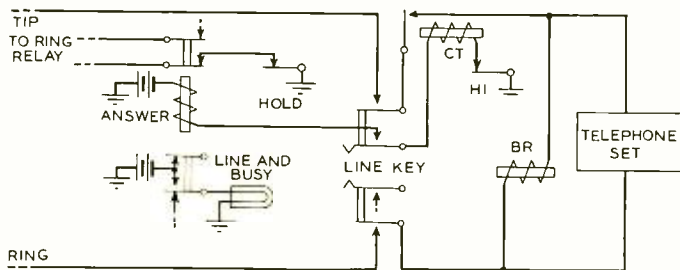 TIP
TO RING
RELAY
CT
HI
HOLD
ANSWER
TELEPHONE
SET
BR
LINE AND
BUSY
LINE KEY
RING